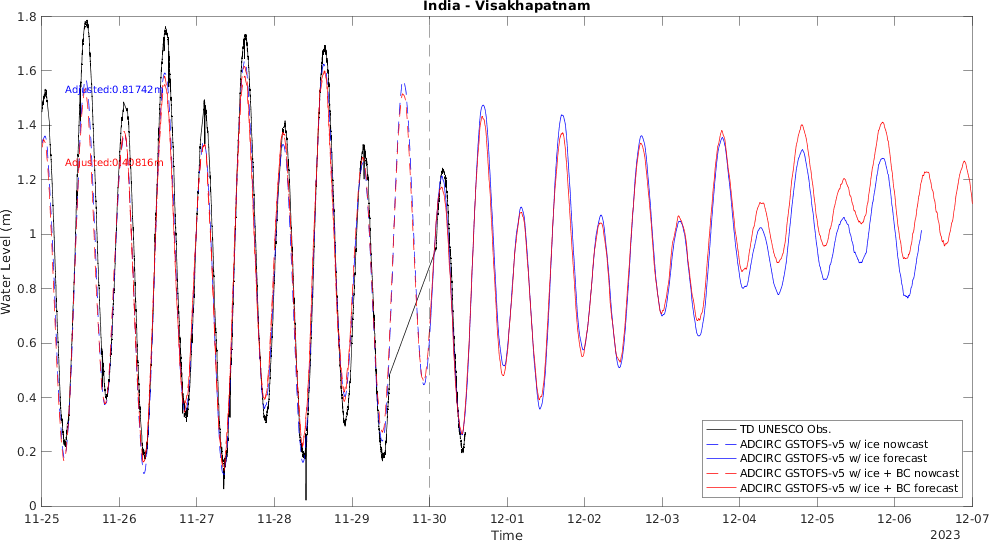 India - Visakhapatnam
Water Level (m)
1.8
1.6
1.4
1.2
1
0.8
0.6
0.4
0.2
0
Adjusted:0.81742m
Adjusted:0.40816m
TD UNESCO Obs.
ADCIRC GSTOFS-v5 w/ ice nowcast
ADCIRC GSTOFS-v5 w/ ice forecast
ADCIRC GSTOFS-v5 w/ ice + BC nowcast
ADCIRC GSTOFS-v5 w/ ice + BC forecast
11-25 11-26 11-27 11-28 11-29 11-30 12-01 12-02 12-03 12-04 12-05 12-06 12-07
Time
2023